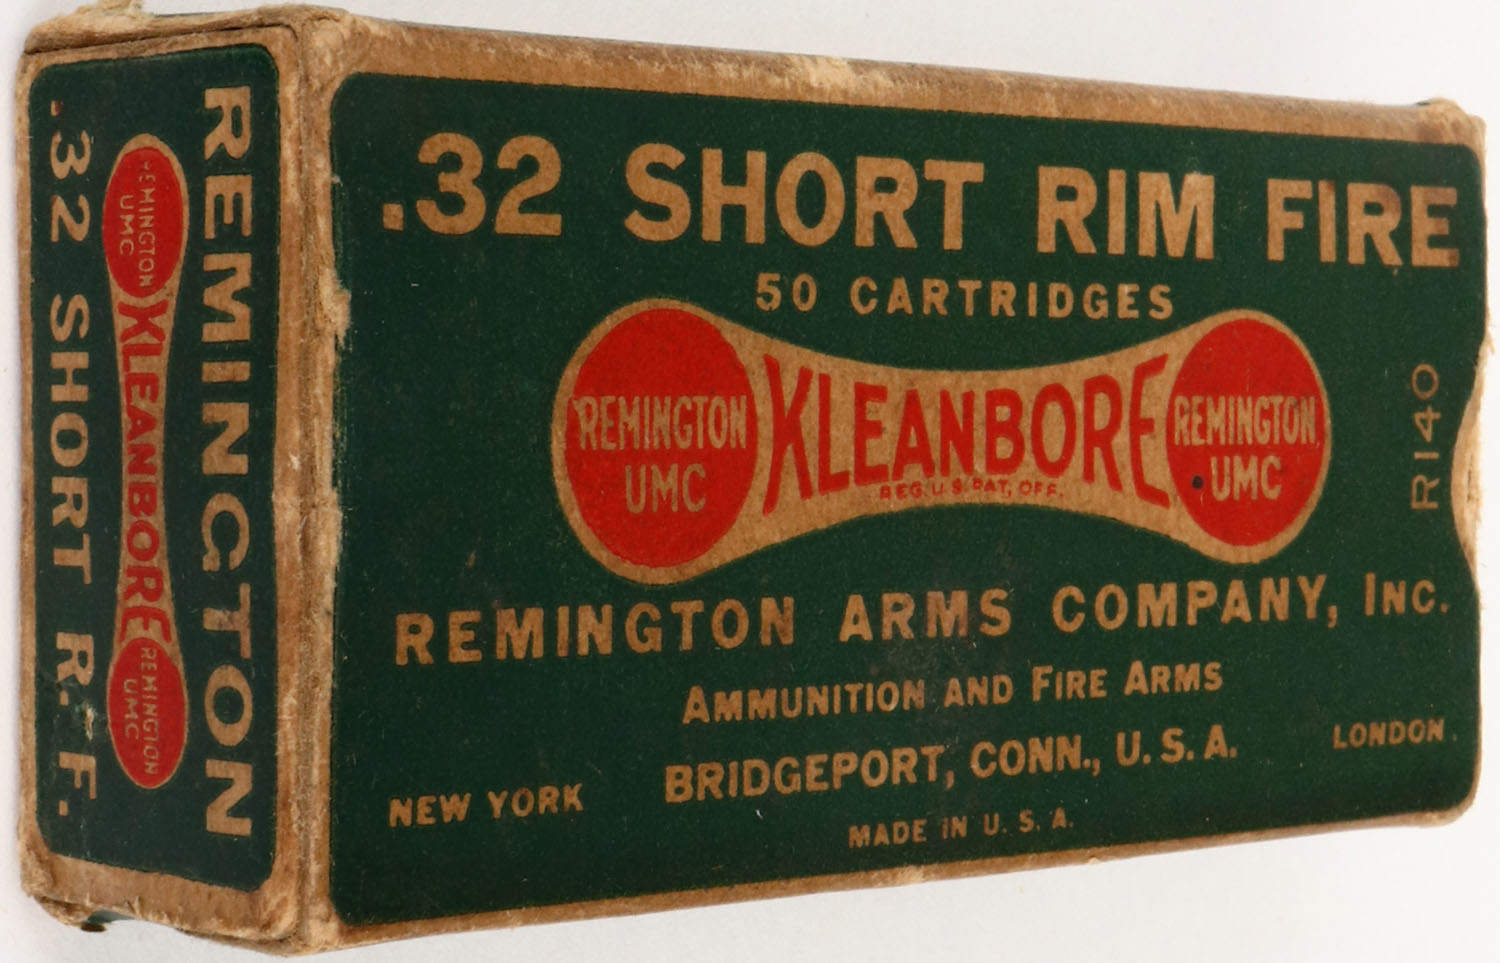 REMINGTON
REMINGTON
UMC
KLEANBORE
REMINGTON
UMC
.32 SHORT R.F.
.32 SHORT RIM FIRE
50 CARTRIDGES
REMINGTON
UMC
KLEANBORE
REG. U.S. PAT. OFF.
REMINGTON
UMC
R140
REMINGTON ARMS COMPANY, INC.
AMMUNITION AND FIRE ARMS
BRIDGEPORT, CONN., U.S.A.
NEW YORK
LONDON.
MADE IN U.S.A.